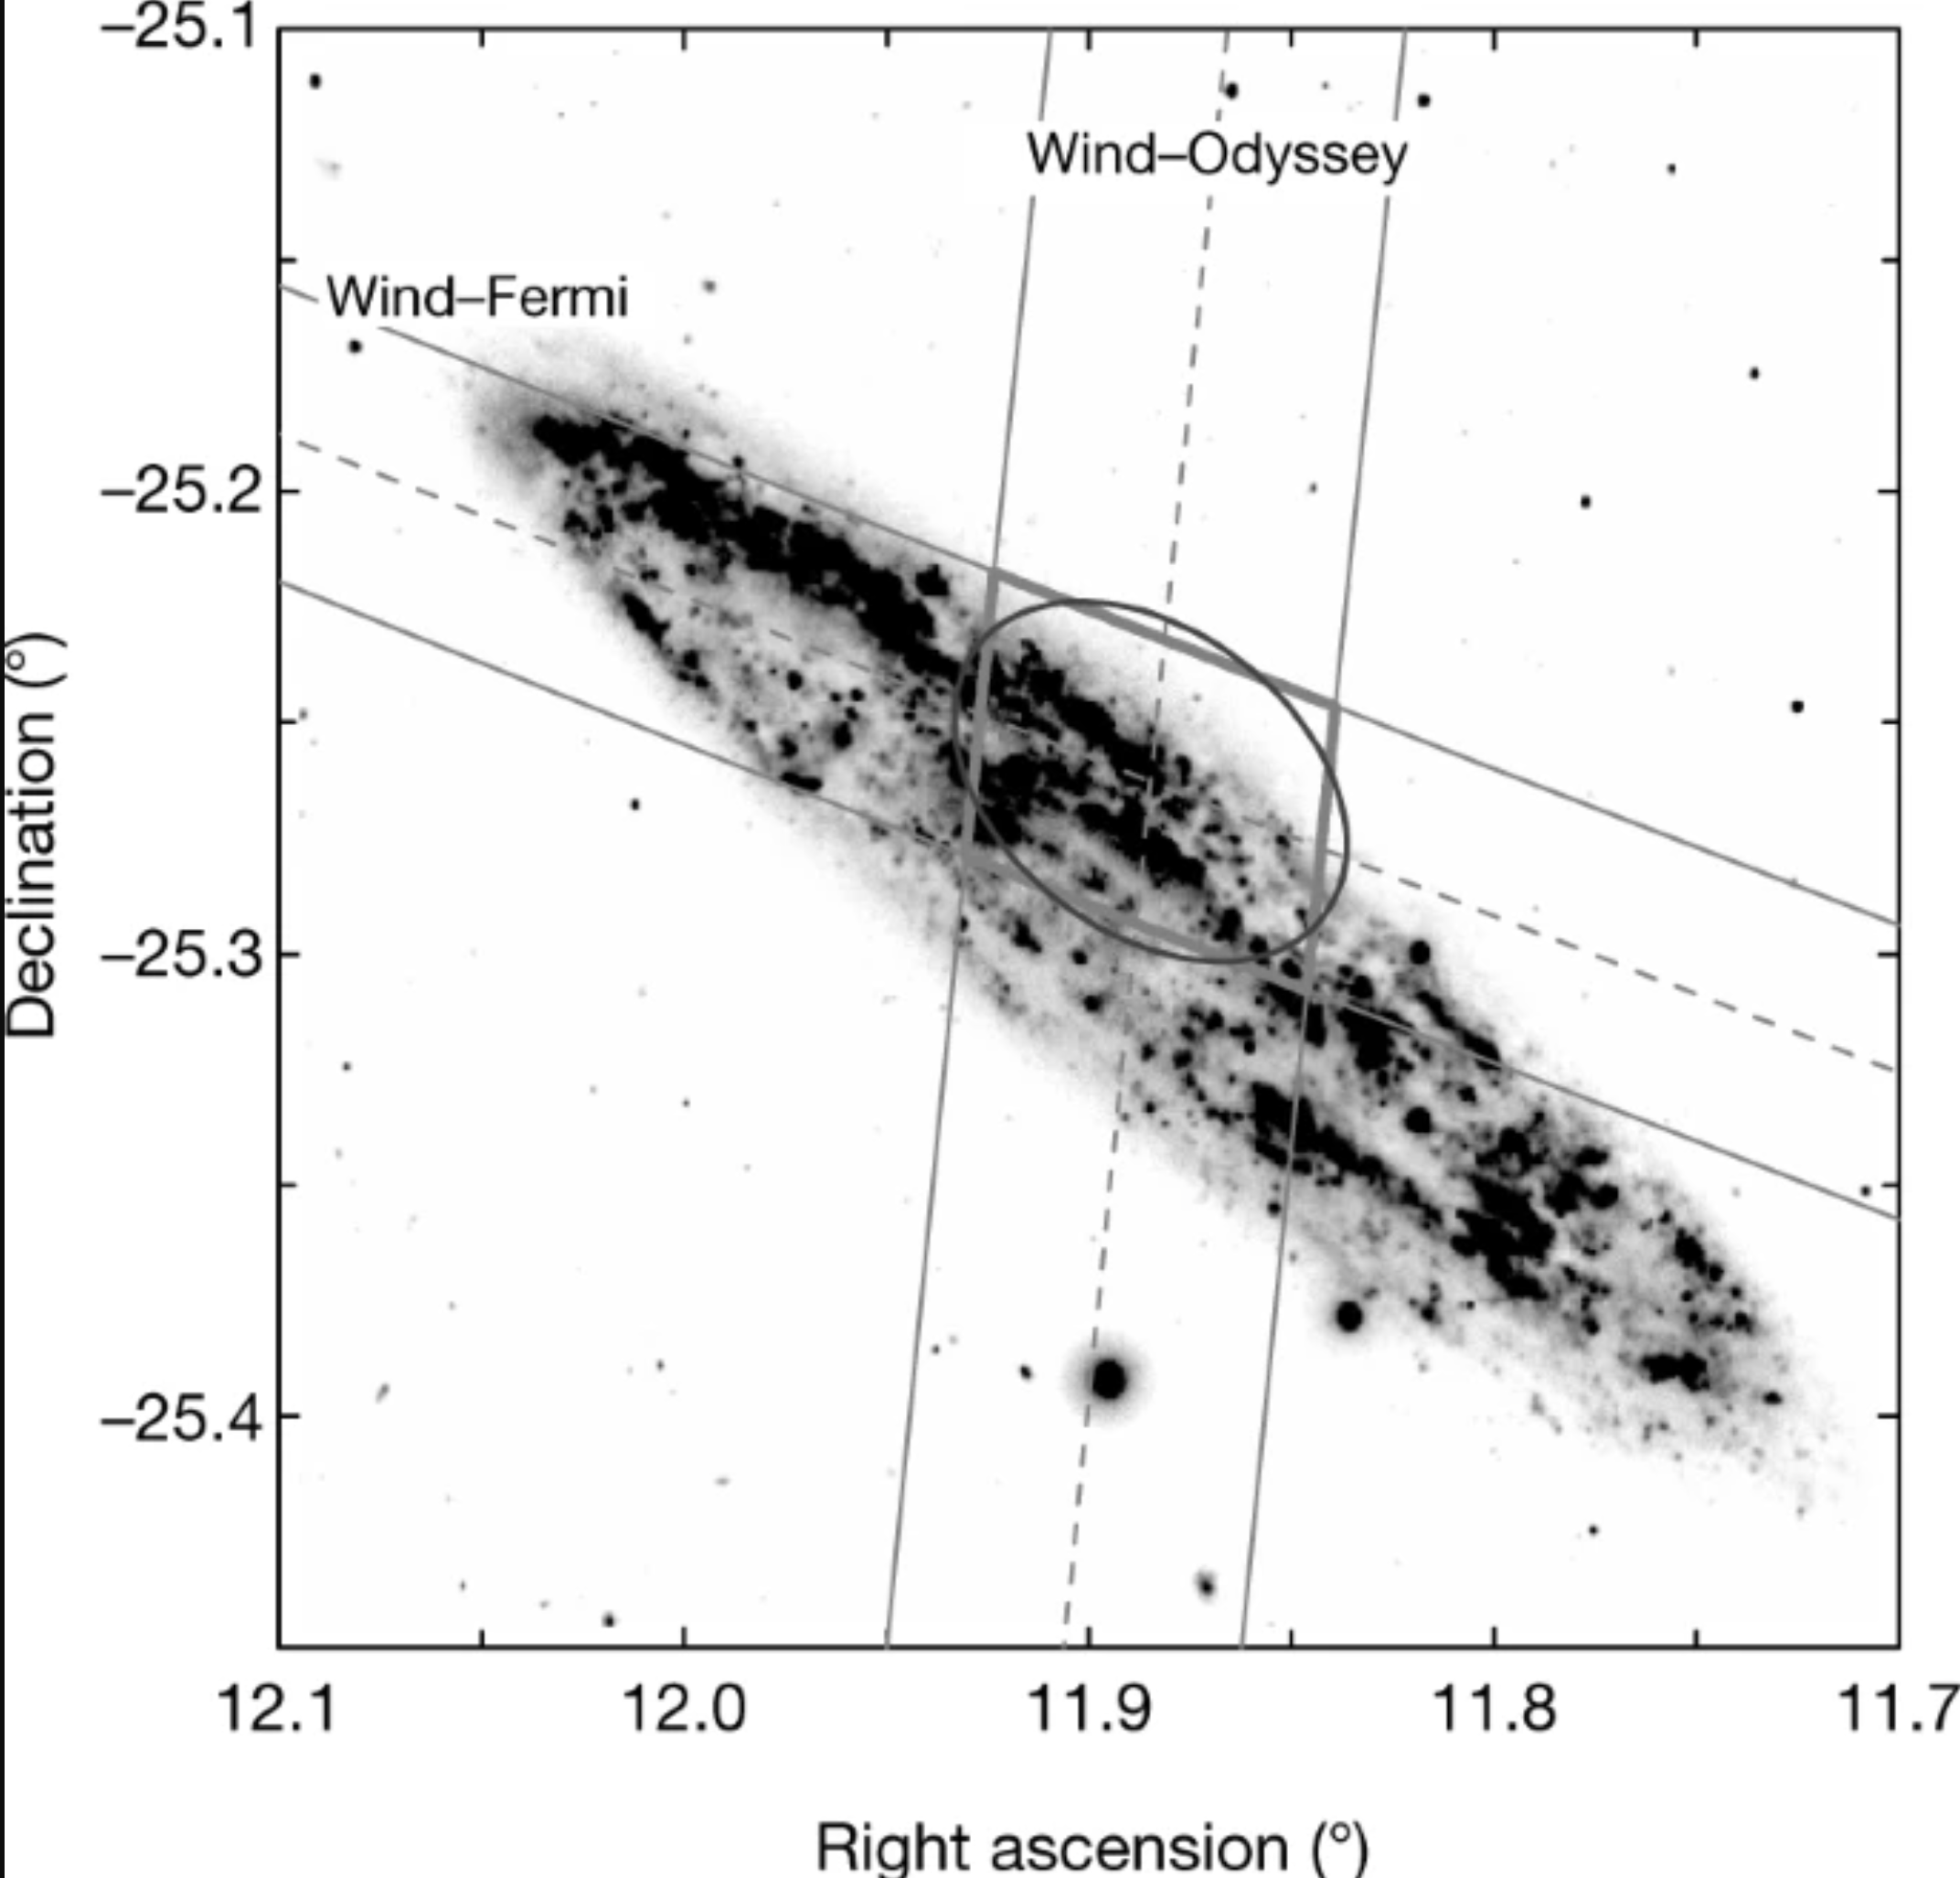 –25.1
Wind–Odyssey
Wind–Fermi
–25.2
Declination (°)
–25.3
–25.4
12.1 12.0 11.9 11.8 11.7
Right ascension (°)